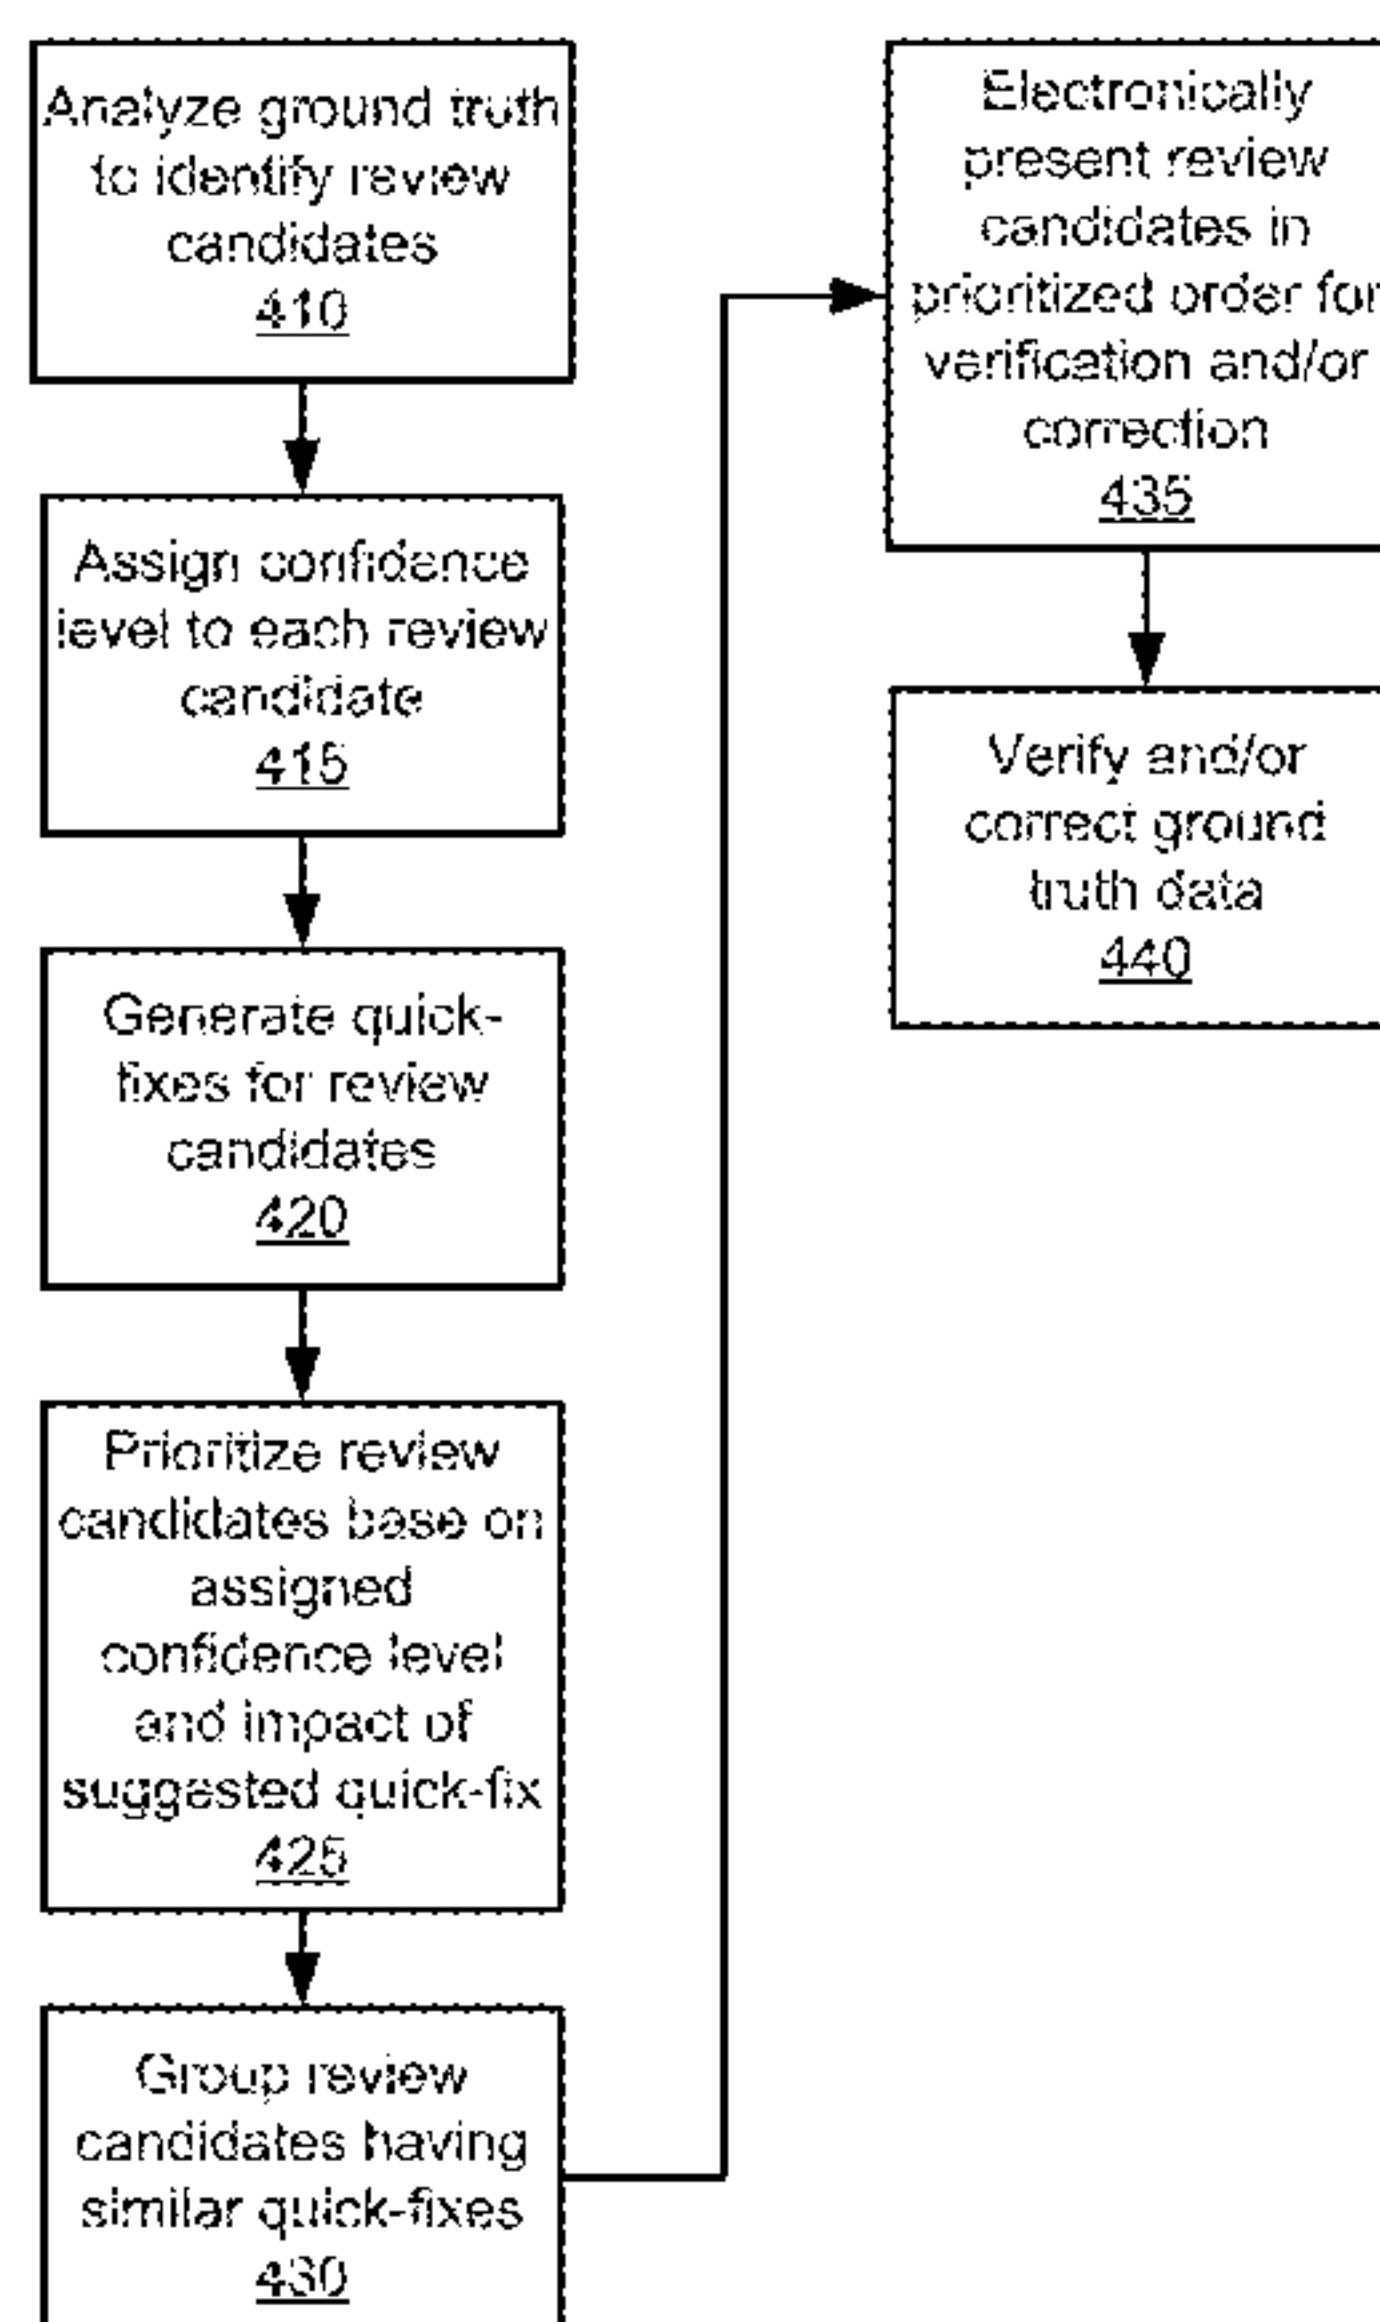 Analyze ground truth
to identify review
candidates
410
Assign confidence
level to each review
candidate
415
Generate quick-
fixes for review
candidates
420
Prioritize review
candidates base on
assigned
confidence level
and impact of
suggested quick-fix
425
Group review
candidates having
similar quick-fixes
430
Electronically
present review
candidates in
prioritized order for
verification and/or
correction
435
Verify and/or
correct ground
truth data
440